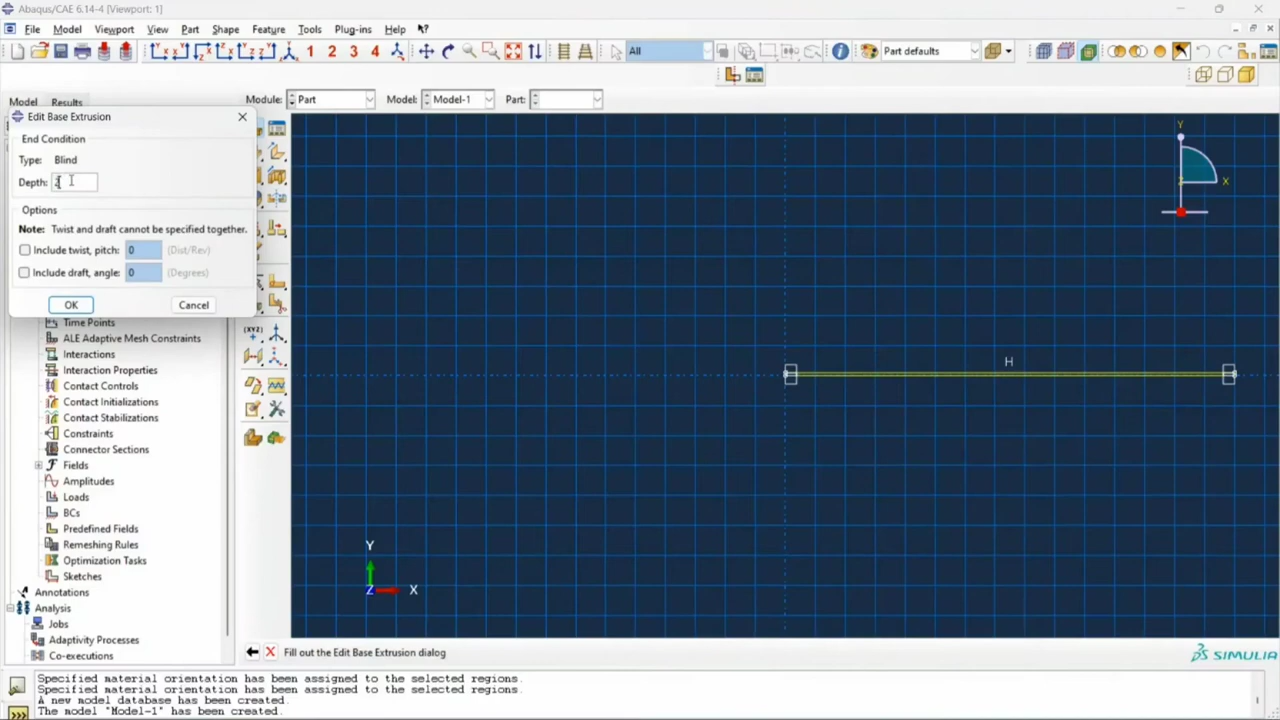 Abaqus/CAE 6.14-4 [Viewport: 1]
File Model Viewport View Part Shape Feature Tools Plug-ins Help
1 2 3 4 All Part defaults
Model Results Module: Part Model: Model-1 Part:
Edit Base Extrusion
End Condition
Type: Blind
Depth:
Options
Note: Twist and draft cannot be specified together.
Include twist, pitch: 0 (Dist/Rev)
Include draft, angle: 0 (Degrees)
OK Cancel
Time Points
ALE Adaptive Mesh Constraints
Interactions
Interaction Properties
Contact Controls
Contact Initializations
Contact Stabilizations
Constraints
Connector Sections
Fields
Amplitudes
Loads
BCs
Predefined Fields
Remeshing Rules
Optimization Tasks
Sketches
Annotations
Analysis
Jobs
Adaptivity Processes
Co-executions
(XYZ)
Y
X
H
Y
Z X
Fill out the Edit Base Extrusion dialog
SIMULIA
Specified material orientation has been assigned to the selected regions.
Specified material orientation has been assigned to the selected regions.
A new model database has been created.
The model "Model-1" has been created.